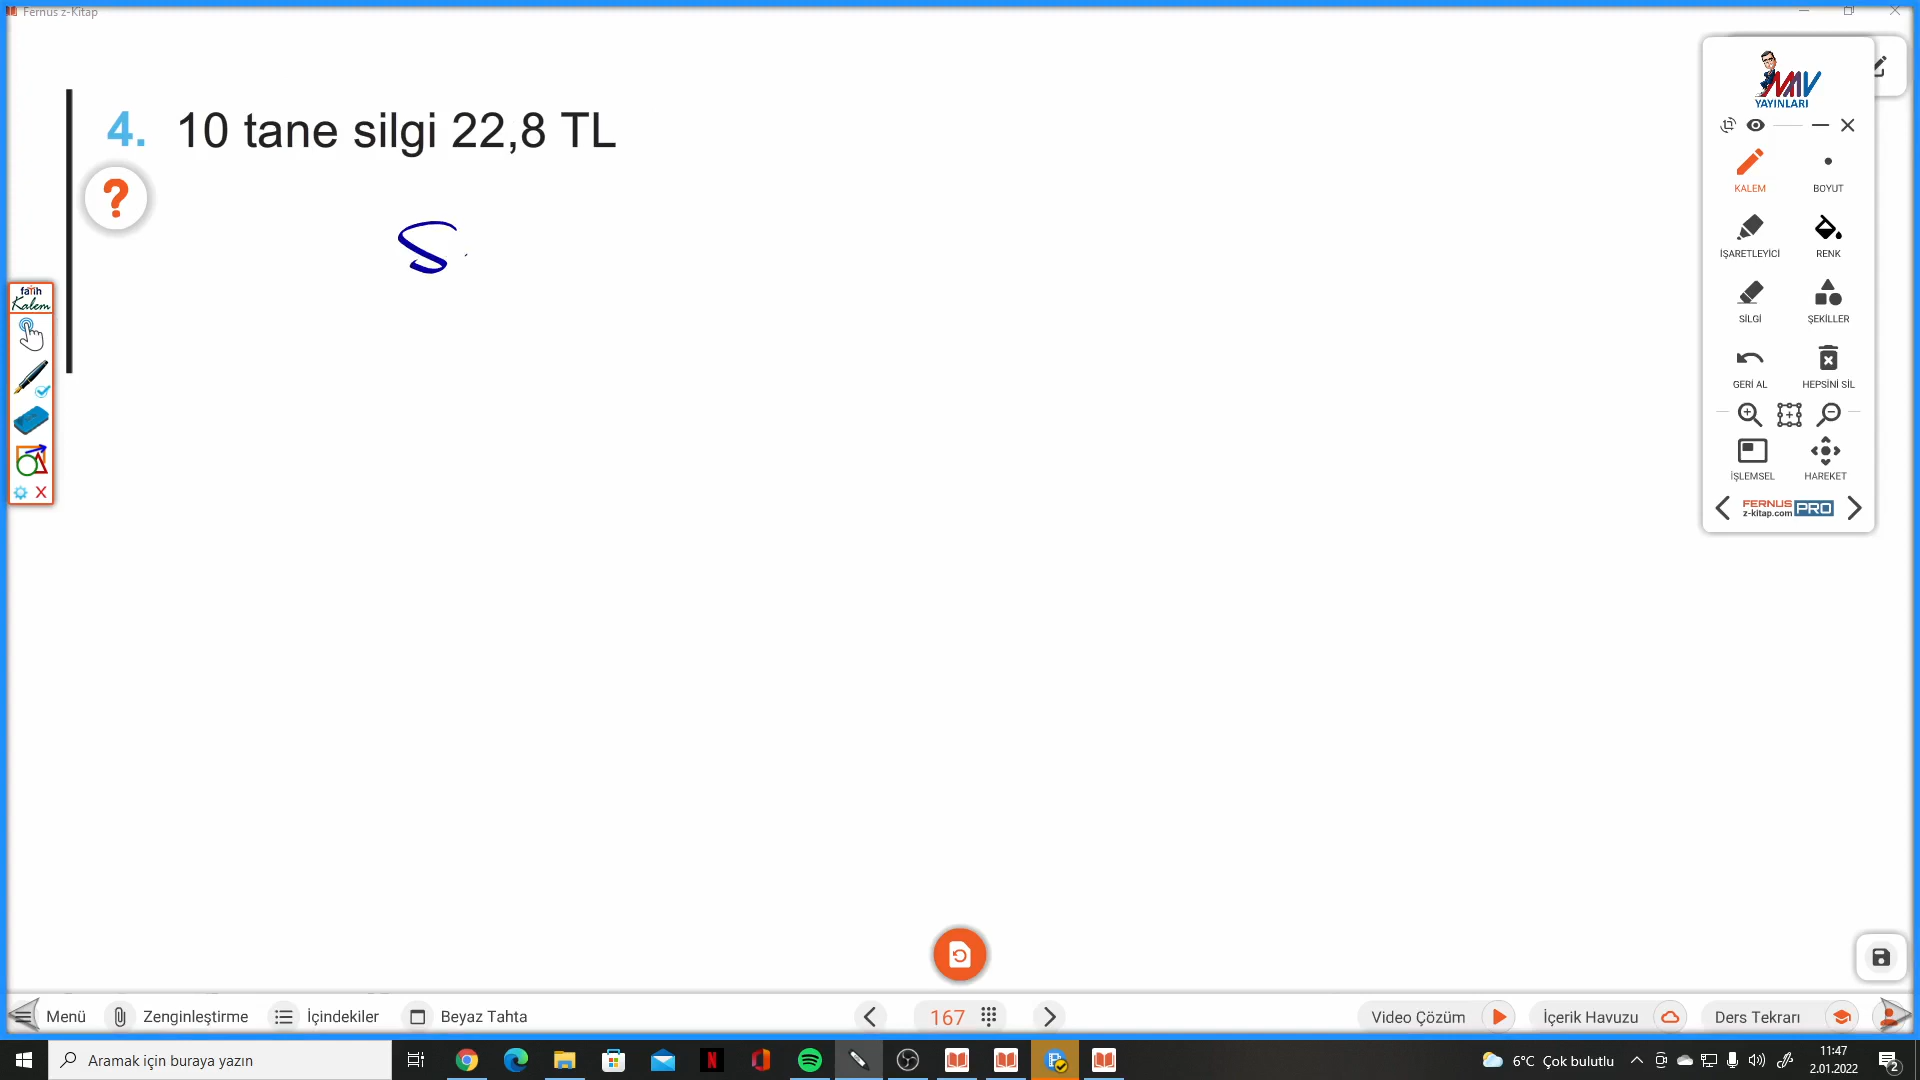 Fernus z-Kitap
4. 10 tane silgi 22,8 TL
?
S
fatih
Kalem
X
MAV
YAYINLARI
KALEM
BOYUT
İŞARETLEYİCİ
RENK
SİLGİ
ŞEKİLLER
GERİ AL
HEPSİNİ SİL
İŞLEMSEL
HAREKET
FERNUS
z-kitap.com
PRO
Menü
Zenginleştirme
İçindekiler
Beyaz Tahta
167
Video Çözüm
İçerik Havuzu
Ders Tekrarı
Aramak için buraya yazın
6°C Çok bulutlu
11:47
2.01.2022
2